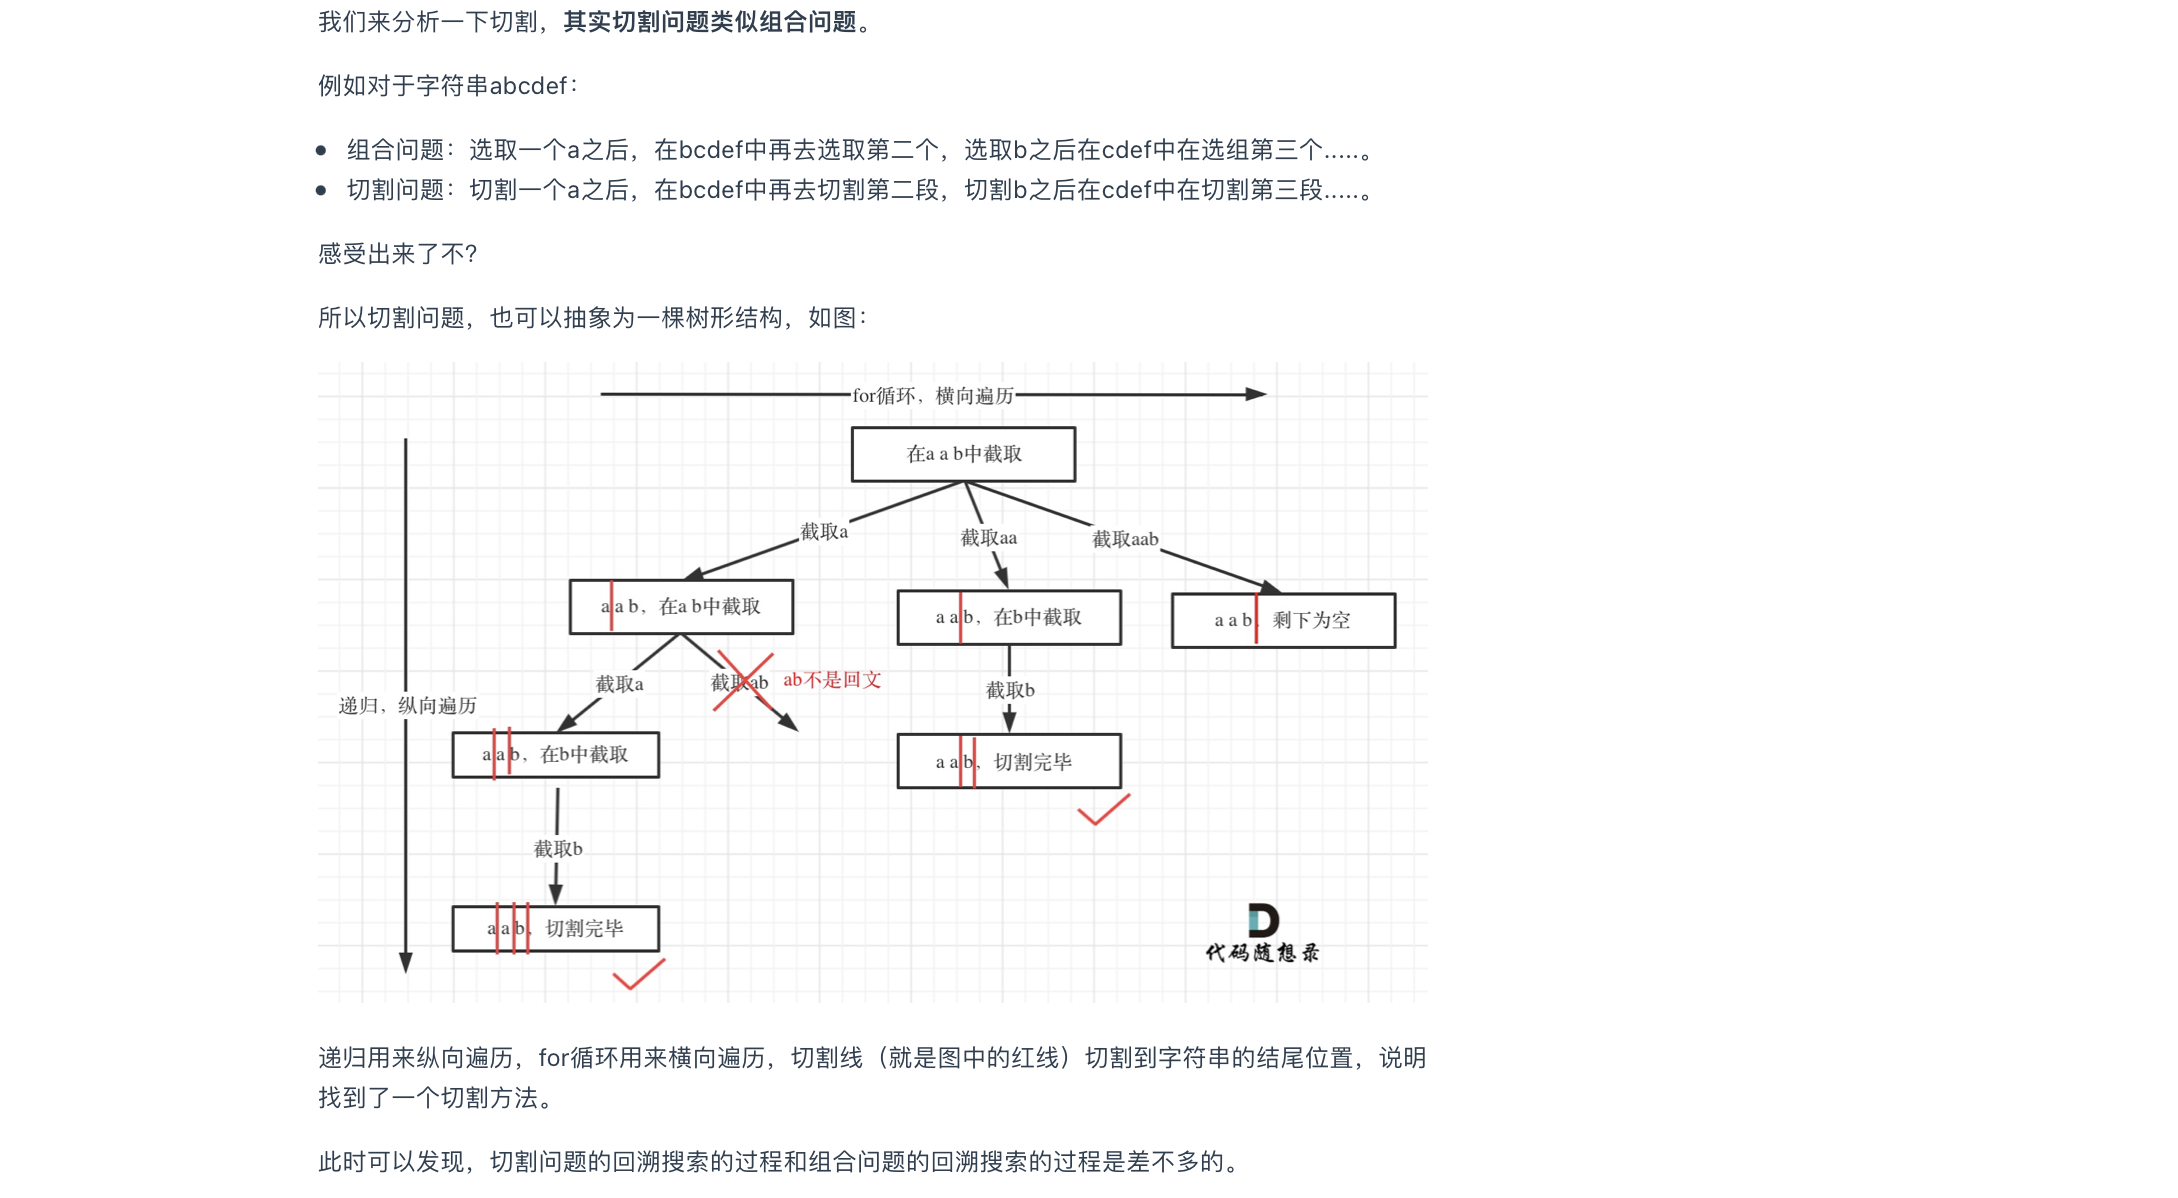 我们来分析一下切割，其实切割问题类似组合问题。
例如对于字符串abcdef：
• 组合问题：选取一个a之后，在bcdef中再去选取第二个，选取b之后在cdef中在选组第三个.....。
• 切割问题：切割一个a之后，在bcdef中再去切割第二段，切割b之后在cdef中在切割第三段.....。
感受出来了不？
所以切割问题，也可以抽象为一棵树形结构，如图：
for循环，横向遍历
在a a b中截取
截取a
截取aa
截取aab
a a b，在a b中截取
a a b，在b中截取
a a b，剩下为空
截取a
截取ab
ab不是回文
截取b
递归，纵向遍历
a a b，在b中截取
a a b，切割完毕
截取b
a a b，切割完毕
代码随想录
递归用来纵向遍历，for循环用来横向遍历，切割线（就是图中的红线）切割到字符串的结尾位置，说明
找到了一个切割方法。
此时可以发现，切割问题的回溯搜索的过程和组合问题的回溯搜索的过程是差不多的。